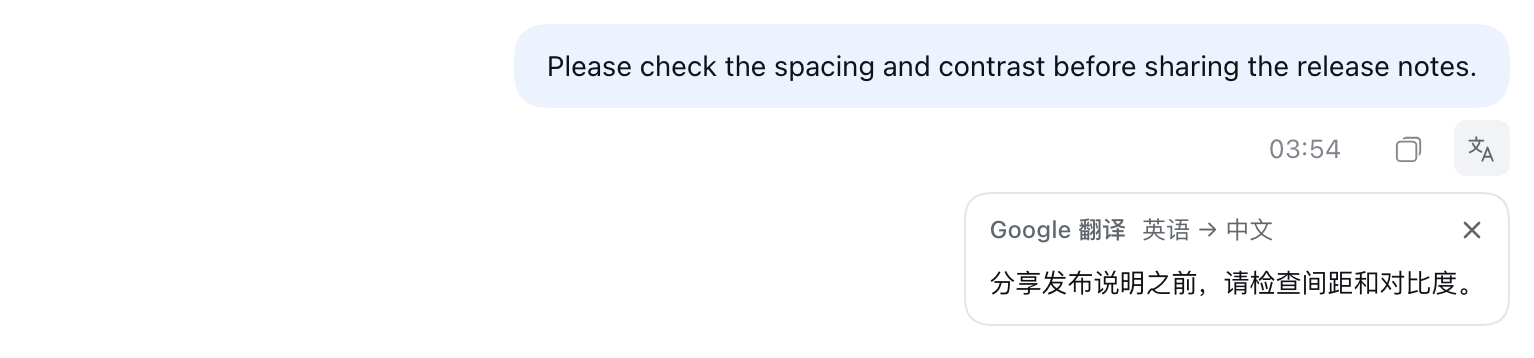 Please check the spacing and contrast before sharing the release notes.
03:54
Google 翻译 英语 → 中文
分享发布说明之前，请检查间距和对比度。